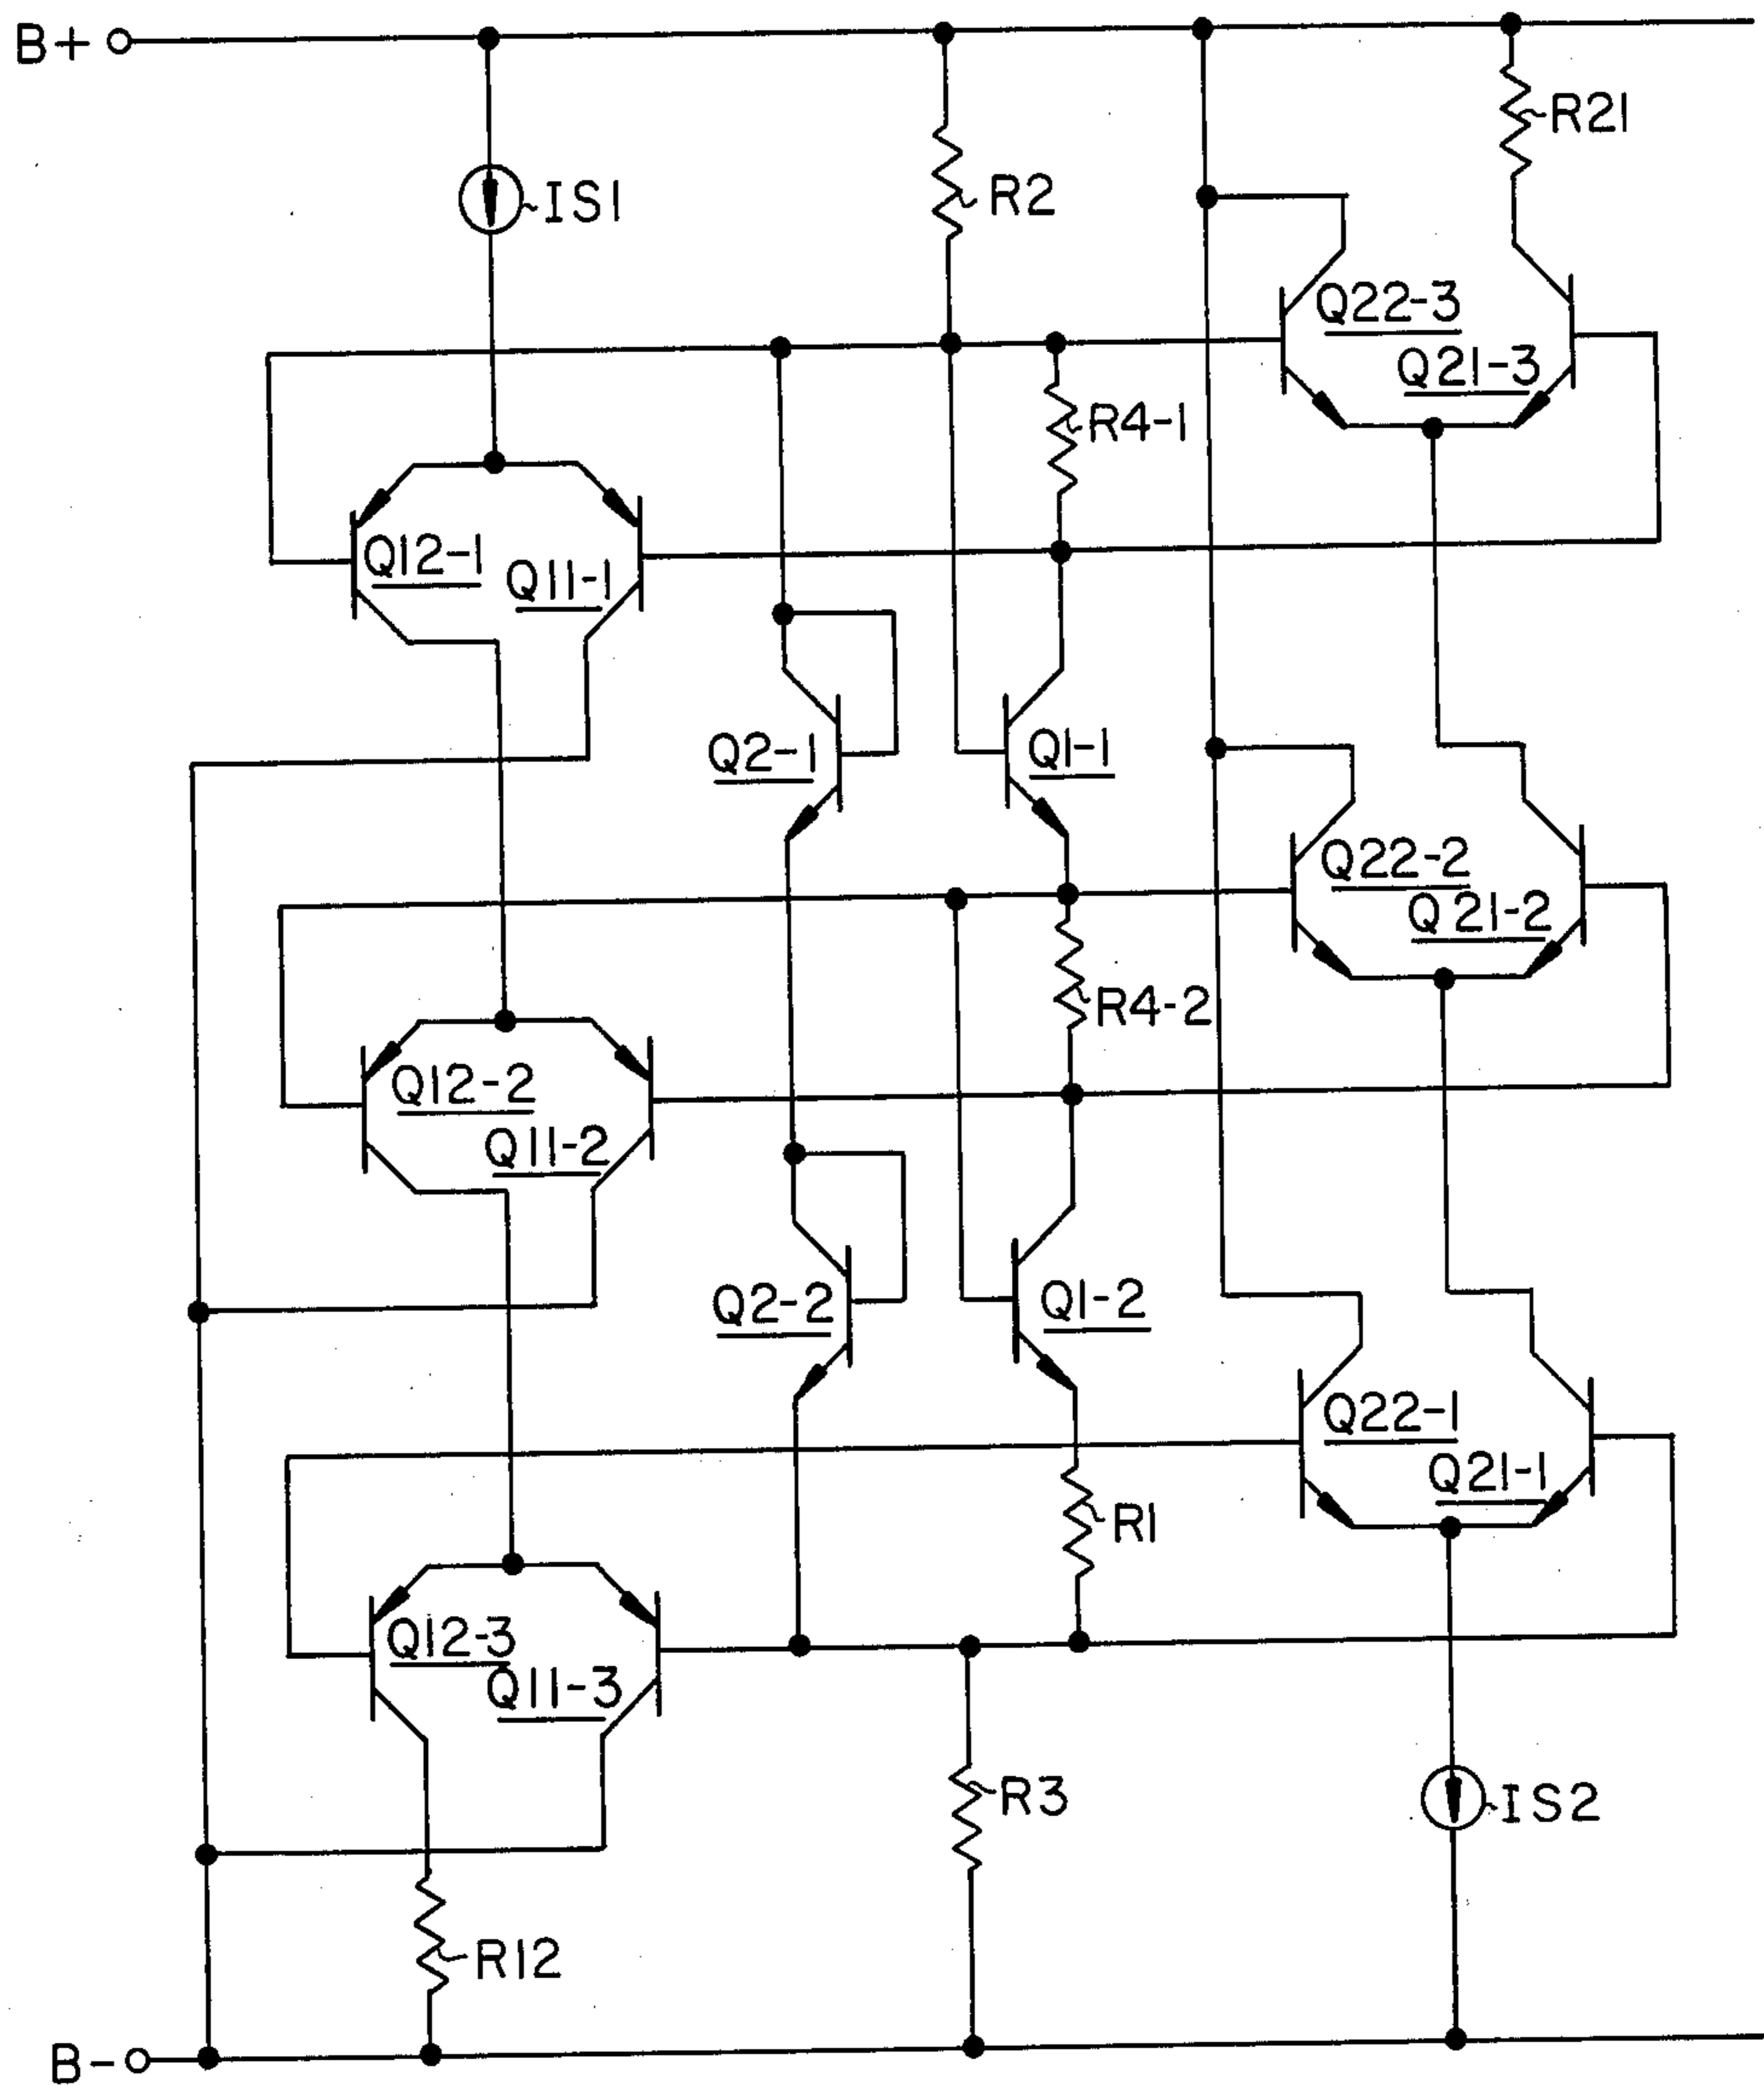 B+
R21
IS1
R2
Q22-3
Q21-3
R4-1
Q12-1
Q11-1
Q2-1
Q1-1
Q22-2
Q21-2
R4-2
Q12-2
Q11-2
Q2-2
Q1-2
Q22-1
Q21-1
R1
Q12-3
Q11-3
R3
IS2
R12
B-